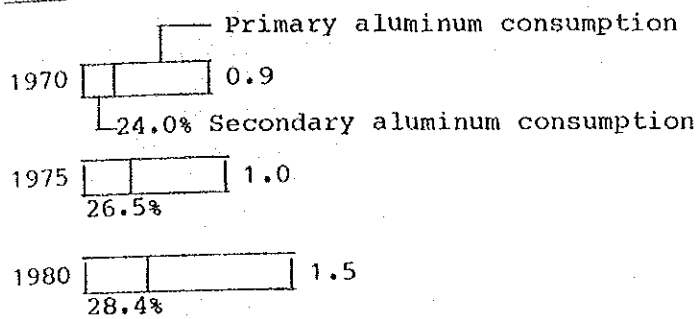 Primary aluminum consumption
1970 0.9
24.0% Secondary aluminum consumption
1975 1.0
26.5%
1980 1.5
28.4%